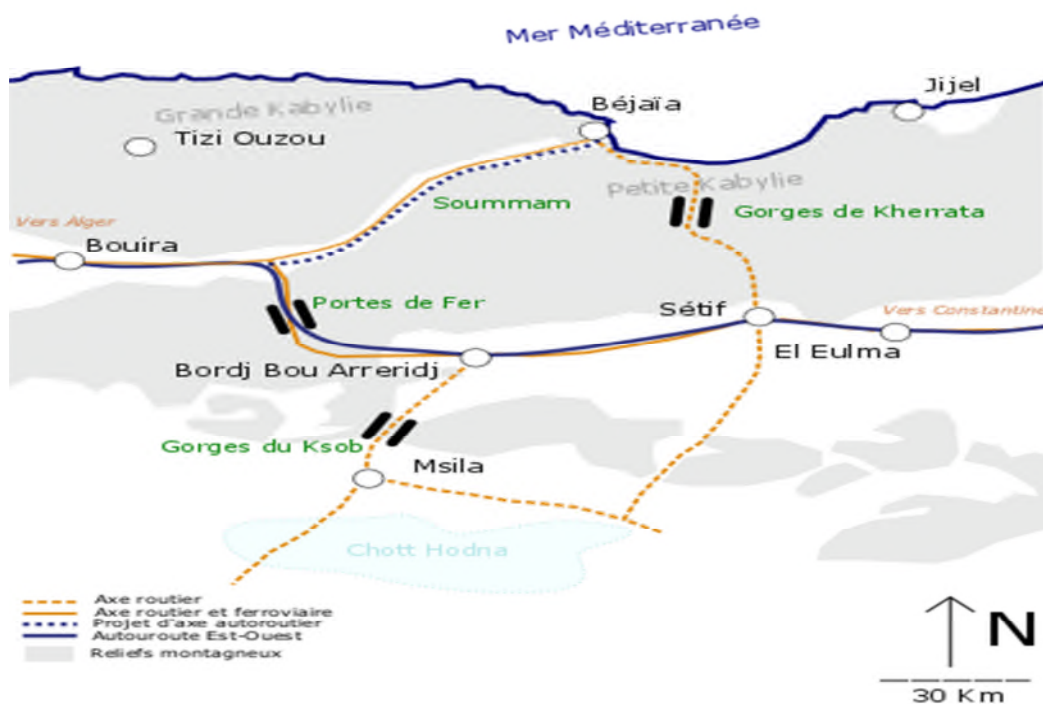 Mer Méditerranée
Jijel
Béjaïa
Grande Kabylie
Tizi Ouzou
Petite Kabylie
Soummam
Gorges de Kherrata
Vers Alger
Bouira
Portes de Fer
Sétif
Vers Constantine
El Eulma
Bordj Bou Arreridj
Gorges du Ksob
Msila
Chott Hodna
Axe routier
Axe routier et ferroviaire
Projet d'axe autoroutier
Autouroute Est-Ouest
Reliefs montagneux
N
30 Km